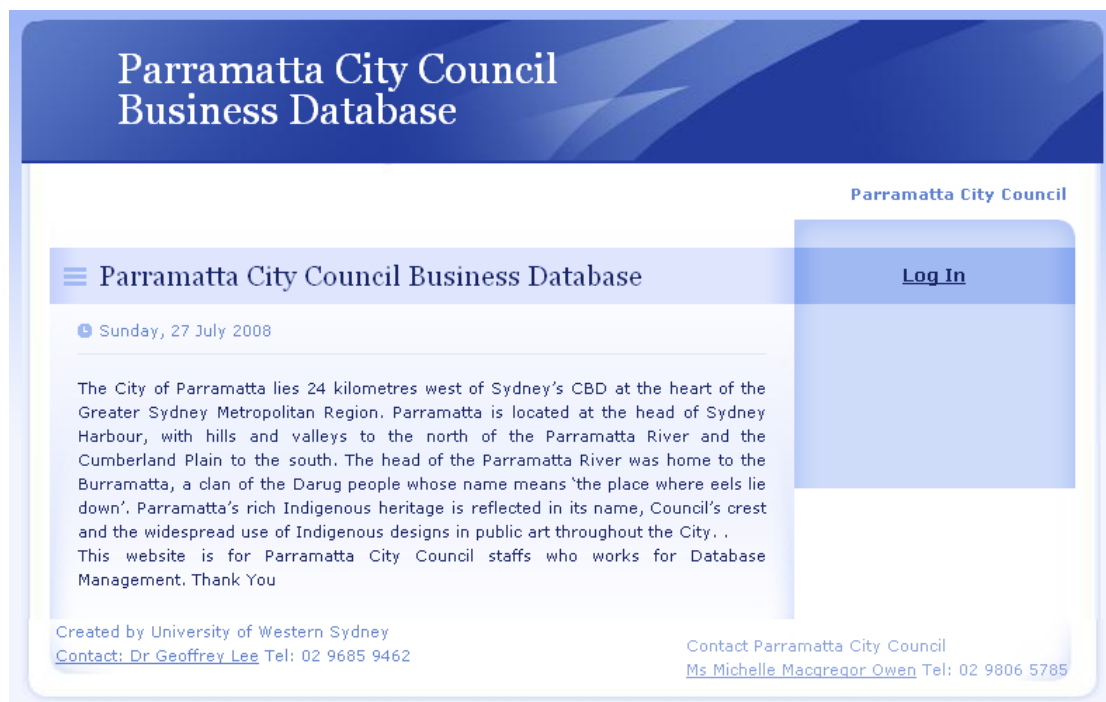 Parramatta City Council
Business Database
Parramatta City Council
Parramatta City Council Business Database
Log In
Sunday, 27 July 2008
The City of Parramatta lies 24 kilometres west of Sydney's CBD at the heart of the
Greater Sydney Metropolitan Region. Parramatta is located at the head of Sydney
Harbour, with hills and valleys to the north of the Parramatta River and the
Cumberland Plain to the south. The head of the Parramatta River was home to the
Burramatta, a clan of the Darug people whose name means ‘the place where eels lie
down’. Parramatta’s rich Indigenous heritage is reflected in its name, Council’s crest
and the widespread use of Indigenous designs in public art throughout the City. .
This website is for Parramatta City Council staffs who works for Database
Management. Thank You
Created by University of Western Sydney
Contact: Dr Geoffrey Lee Tel: 02 9685 9462
Contact Parramatta City Council
Ms Michelle Macgregor Owen Tel: 02 9806 5785